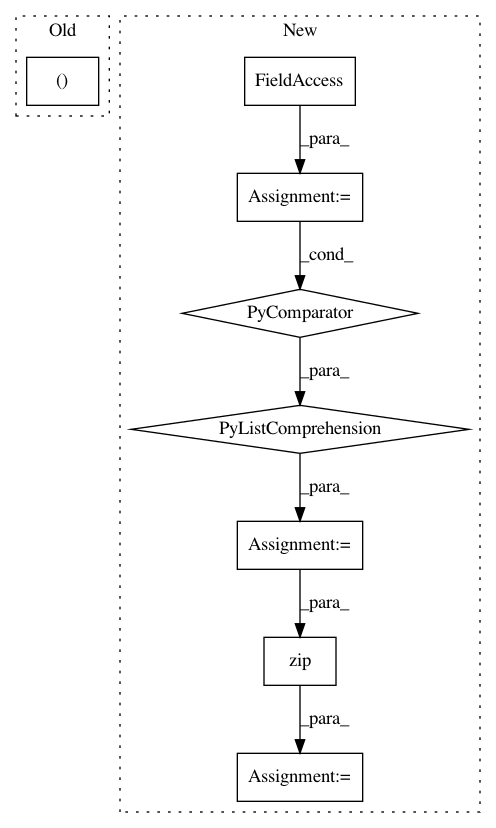 Old
()
New
FieldAccess
_para_
Assignment:=
_cond_
PyComparator
_para_
PyListComprehension
_para_
Assignment:=
_para_
zip
_para_
Assignment:=